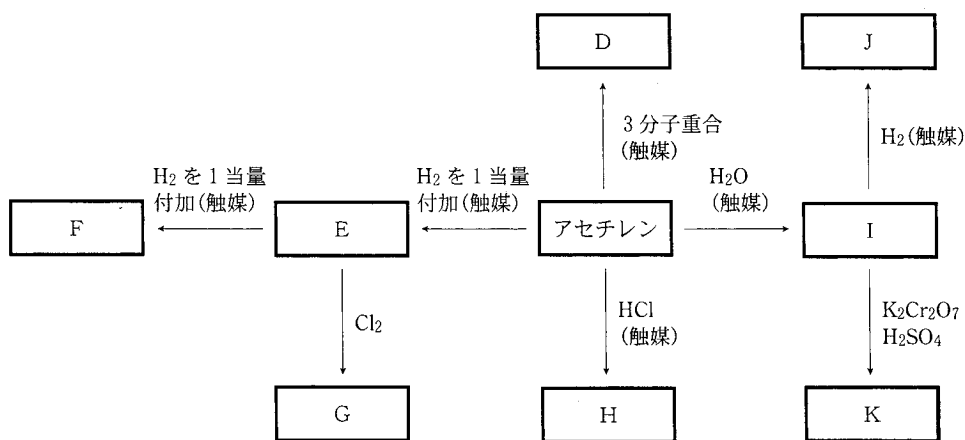 D
J
3分子重合
(触媒)
H2(触媒)
H2を1当量
付加(触媒)
H2を1当量
付加(触媒)
H2O
(触媒)
F
E
アセチレン
I
Cl2
HCl
(触媒)
K2Cr2O7
H2SO4
G
H
K